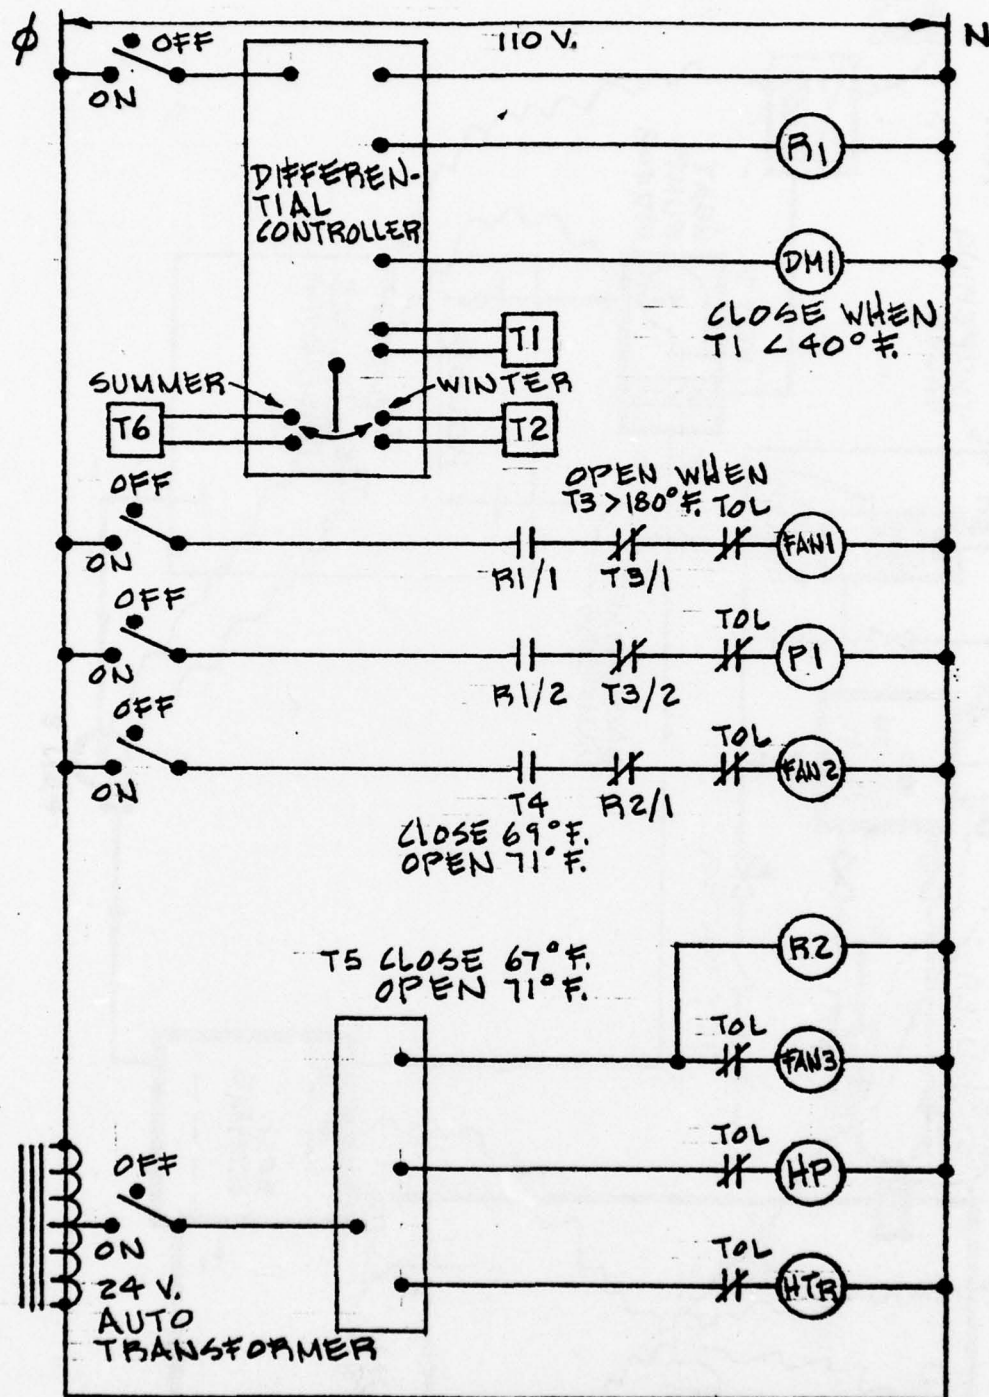 φ 110 V. N
OFF
ON
R1
DIFFEREN-
TIAL
CONTROLLER
DM1
CLOSE WHEN
T1 < 40°F.
T1
SUMMER WINTER
T6 T2
OFF
OPEN WHEN
T3 > 180°F. TOL
ON R1/1 T3/1 FAN1
OFF
TOL
ON R1/2 T3/2 P1
OFF
TOL
ON T4 R2/1 FAN2
CLOSE 69°F.
OPEN 71°F.
R2
T5 CLOSE 67°F.
OPEN 71°F.
TOL
FAN3
TOL
OFF HP
ON TOL
24 V. HTR
AUTO
TRANSFORMER